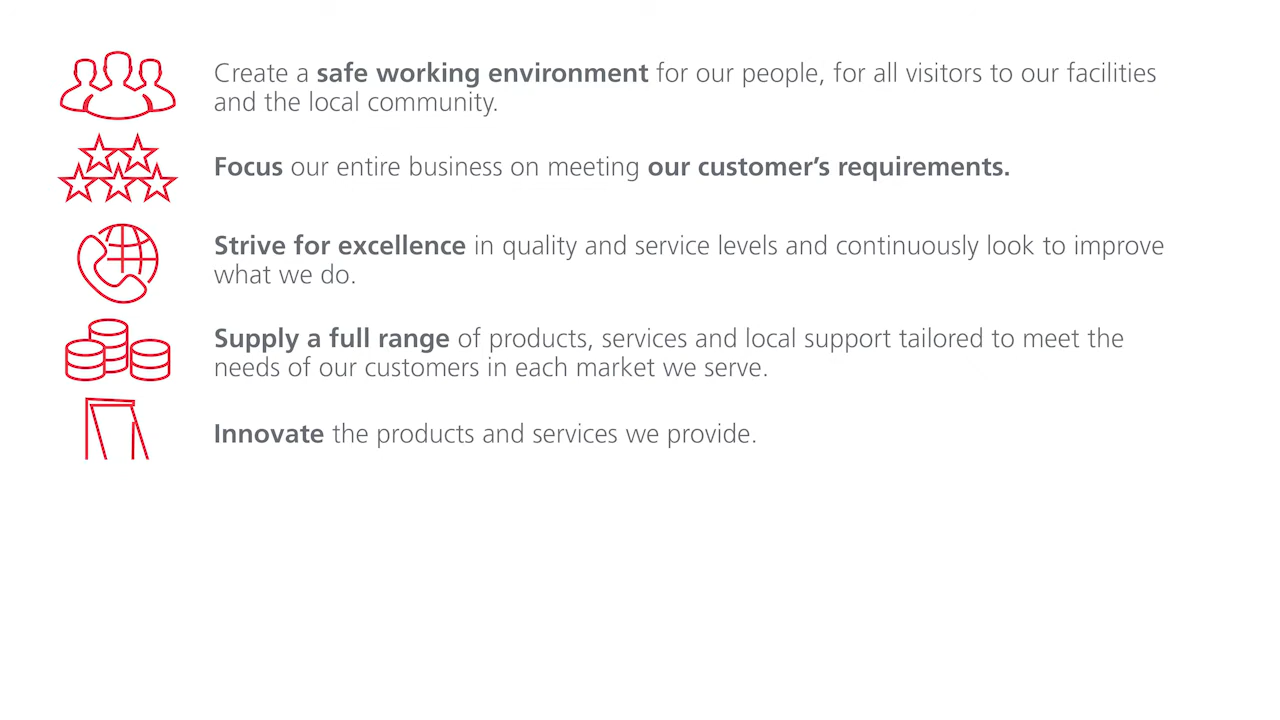 Create a safe working environment for our people, for all visitors to our facilities
and the local community.
Focus our entire business on meeting our customer’s requirements.
Strive for excellence in quality and service levels and continuously look to improve
what we do.
Supply a full range of products, services and local support tailored to meet the
needs of our customers in each market we serve.
Innovate the products and services we provide.